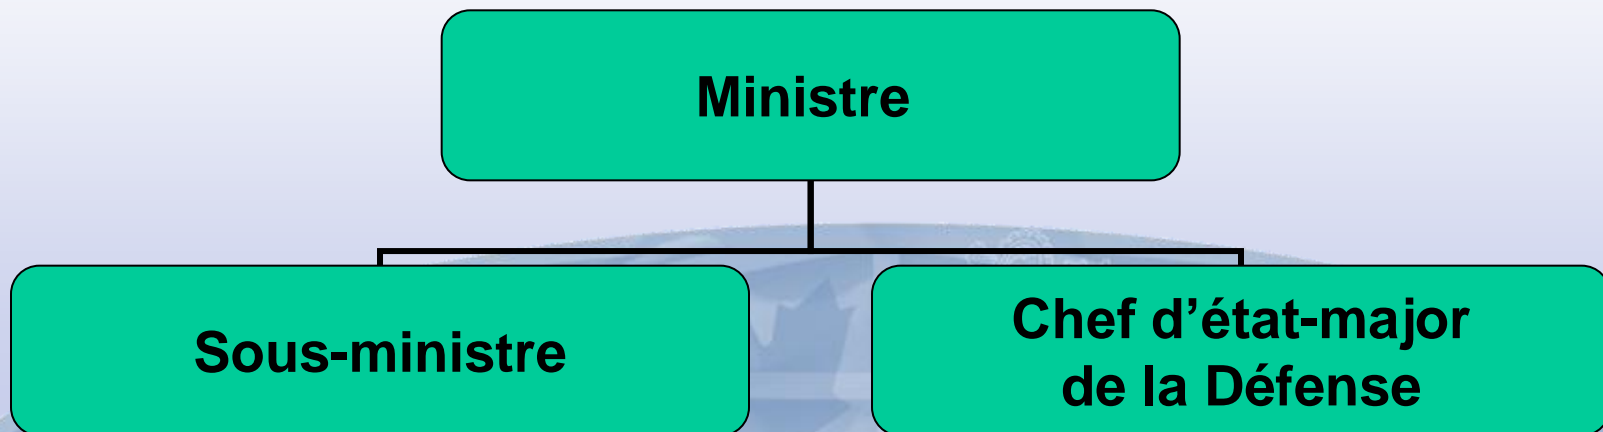 Ministre
Sous-ministre
Chef d’état-major
de la Défense